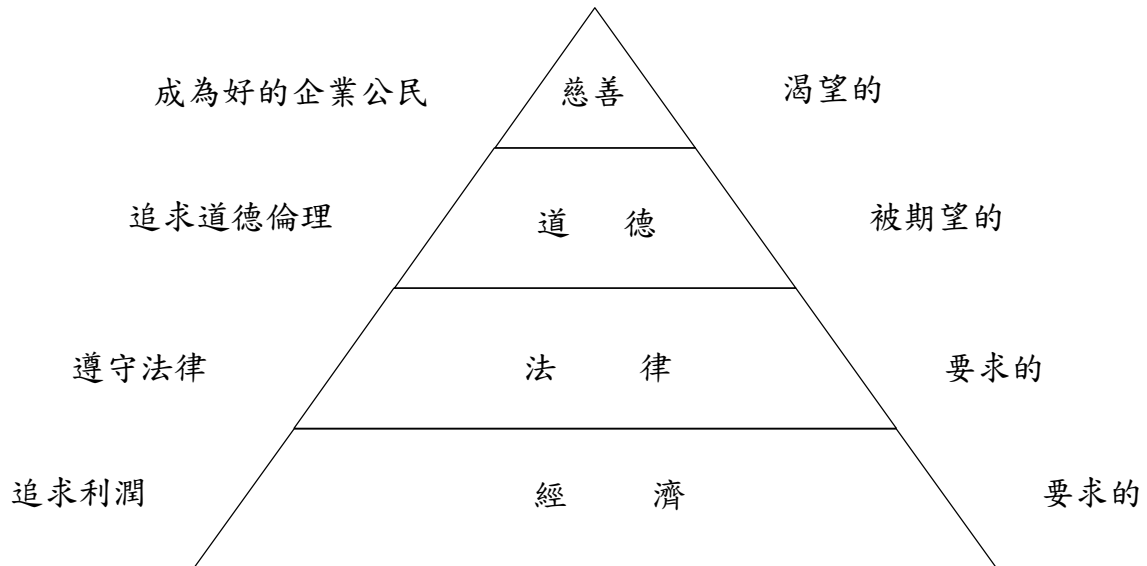 成為好的企業公民 慈善 渴望的
追求道德倫理 道 德 被期望的
遵守法律 法 律 要求的
追求利潤 經 濟 要求的